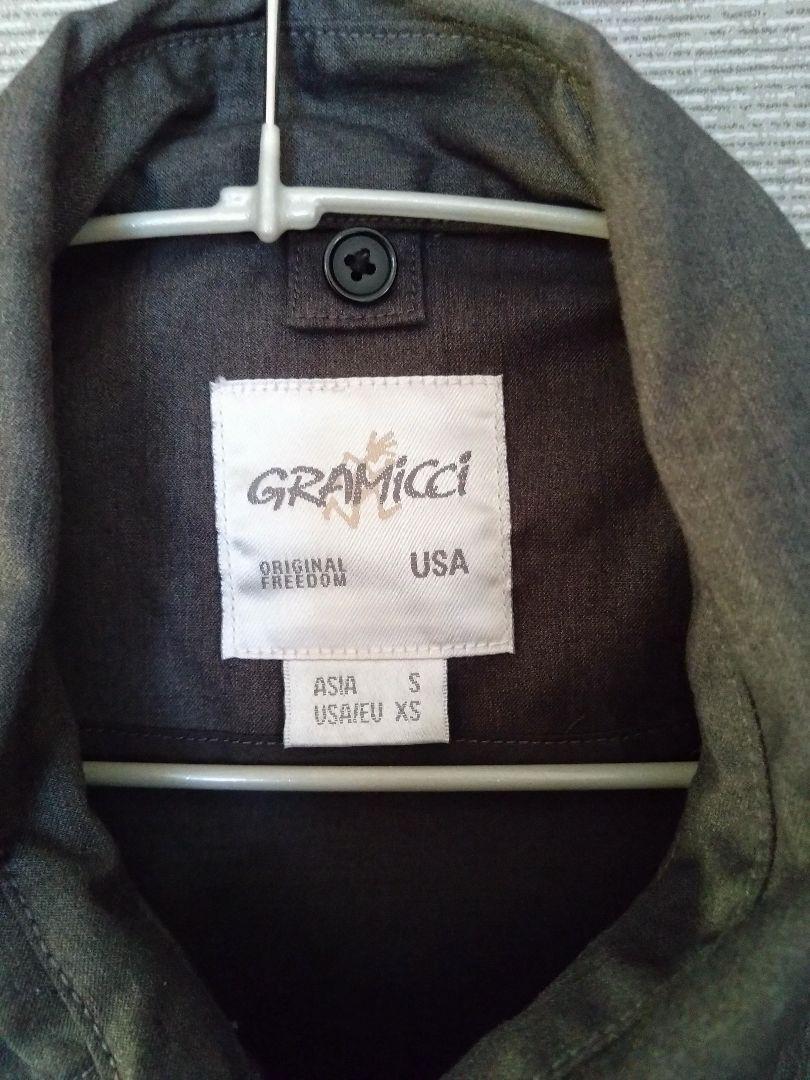 GRAMiCCi
ORIGINAL
FREEDOM
USA
ASIA S
USA/EU XS